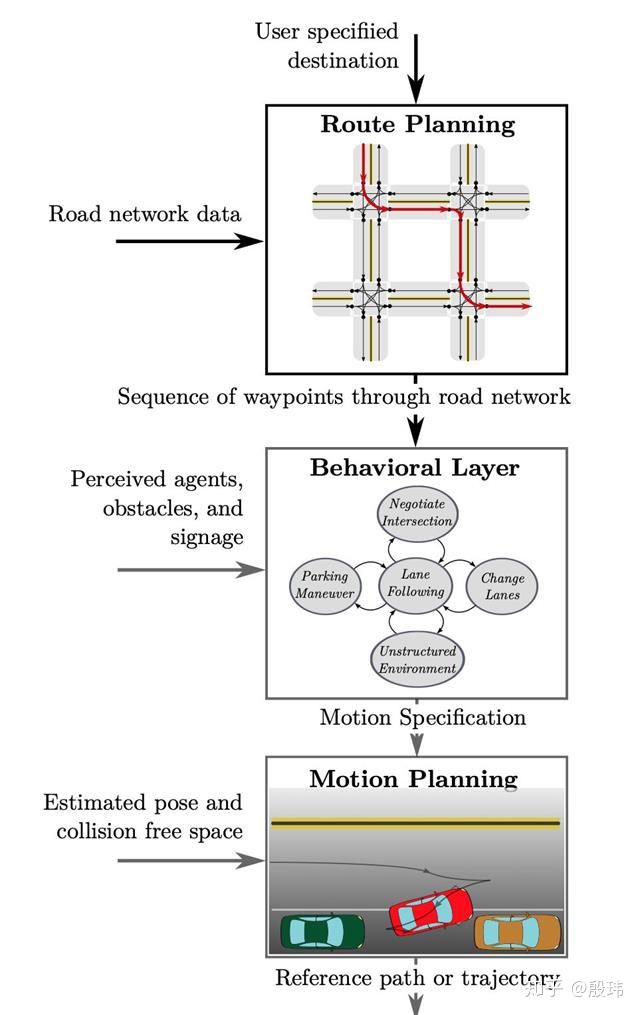 User specifiied
destination
Route Planning
Road network data
Sequence of waypoints through road network
Behavioral Layer
Perceived agents,
obstacles, and
signage
Negotiate
Intersection
Parking
Maneuver
Lane
Following
Change
Lanes
Unstructured
Environment
Motion Specification
Motion Planning
Estimated pose and
collision free space
Reference path or trajectory
知乎 @殷玮